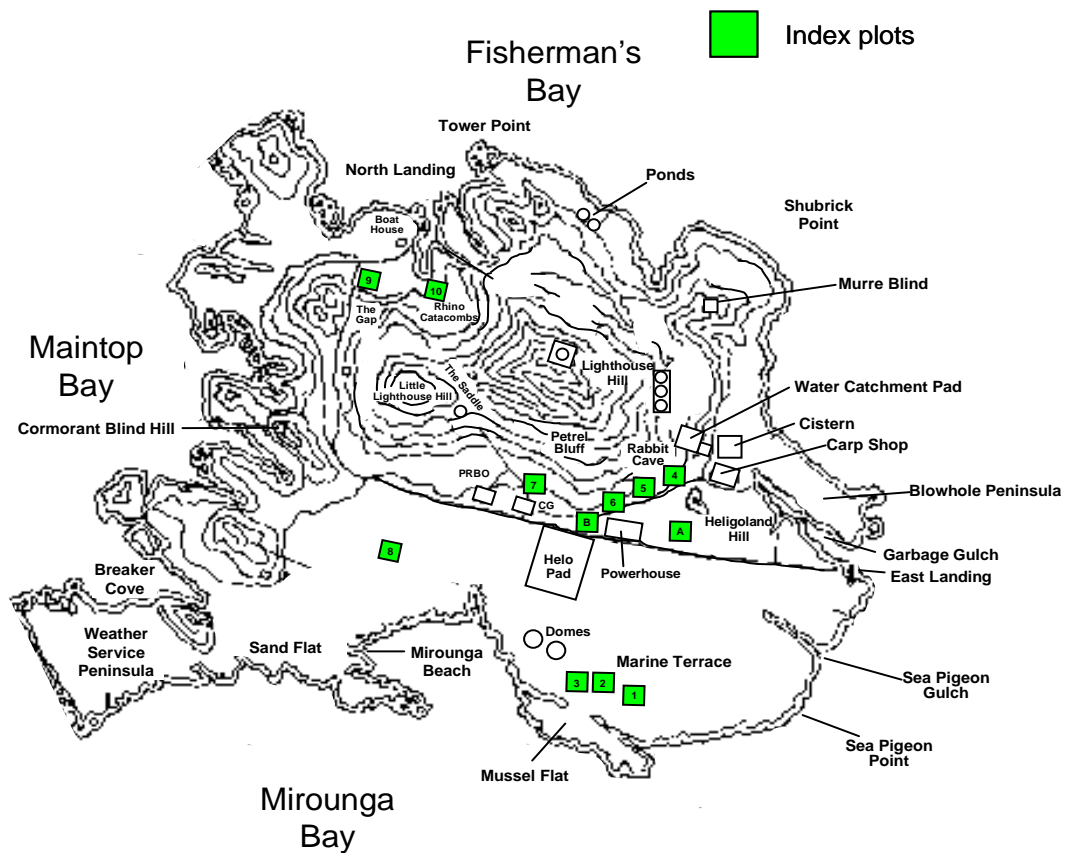 Index plots
Fisherman's
Bay
Tower Point
North Landing
Ponds
Shubrick
Point
Boat
House
Murre Blind
9
10
The
Gap
Rhino
Catacombs
Maintop
Bay
Lighthouse
Hill
The Saddle
Little
Lighthouse Hill
Water Catchment Pad
Cistern
Cormorant Blind Hill
Petrel
Bluff
Rabbit
Cave
Carp Shop
PRBO
7
4
5
6
CG
Blowhole Peninsula
B
A
Heligoland
Hill
8
Garbage Gulch
Helo
Pad
Powerhouse
East Landing
Breaker
Cove
Domes
Weather
Service
Peninsula
Sand Flat
Mirounga
Beach
Marine Terrace
Sea Pigeon
Gulch
3
2
1
Sea Pigeon
Point
Mussel Flat
Mirounga
Bay